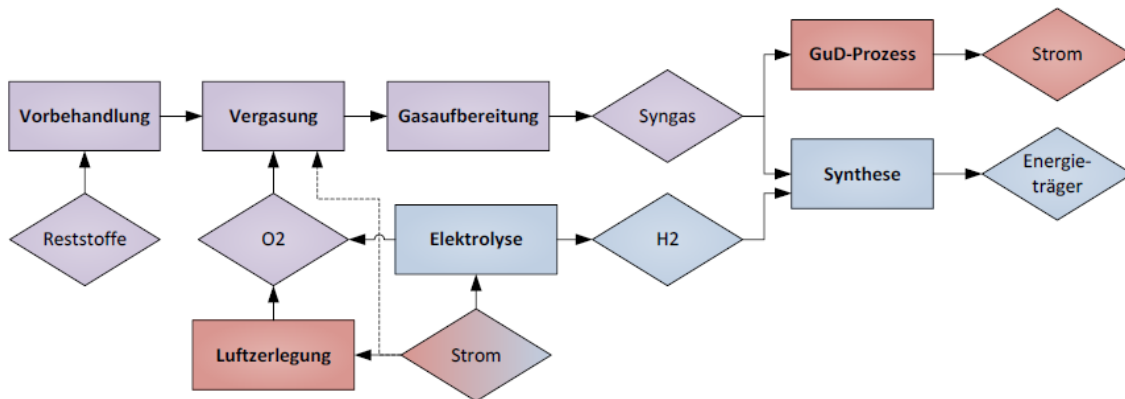 GuD-Prozess
Strom
Vorbehandlung
Vergasung
Gasaufbereitung
Syngas
Synthese
Energie-
träger
Reststoffe
O2
Elektrolyse
H2
Luftzerlegung
Strom